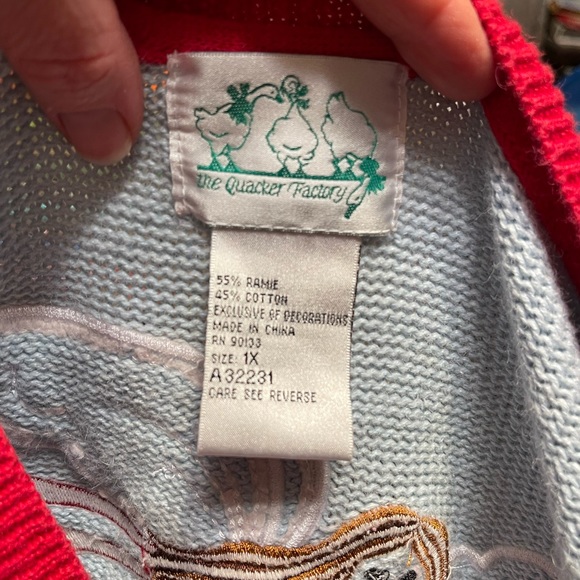 the Quacker Factory
55% RAMIE
45% COTTON
EXCLUSIVE OF DECORATIONS
MADE IN CHINA
RN 90133
SIZE: 1X
A32231
CARE SEE REVERSE